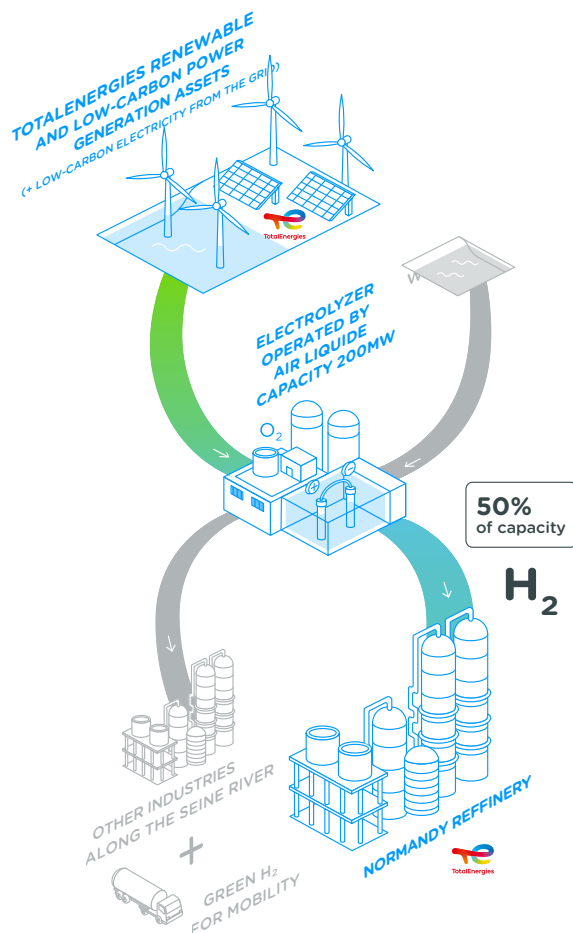 TOTALENERGIES RENEWABLE
AND LOW-CARBON POWER
GENERATION ASSETS
(+ LOW-CARBON ELECTRICITY FROM THE GRID)
TotalEnergies
W
ELECTROLYZER
OPERATED BY
AIR LIQUIDE
CAPACITY 200MW
O2
+
-
50%
of capacity
H2
OTHER INDUSTRIES
ALONG THE SEINE RIVER
+
GREEN H2
FOR MOBILITY
NORMANDY REFFINERY
TotalEnergies